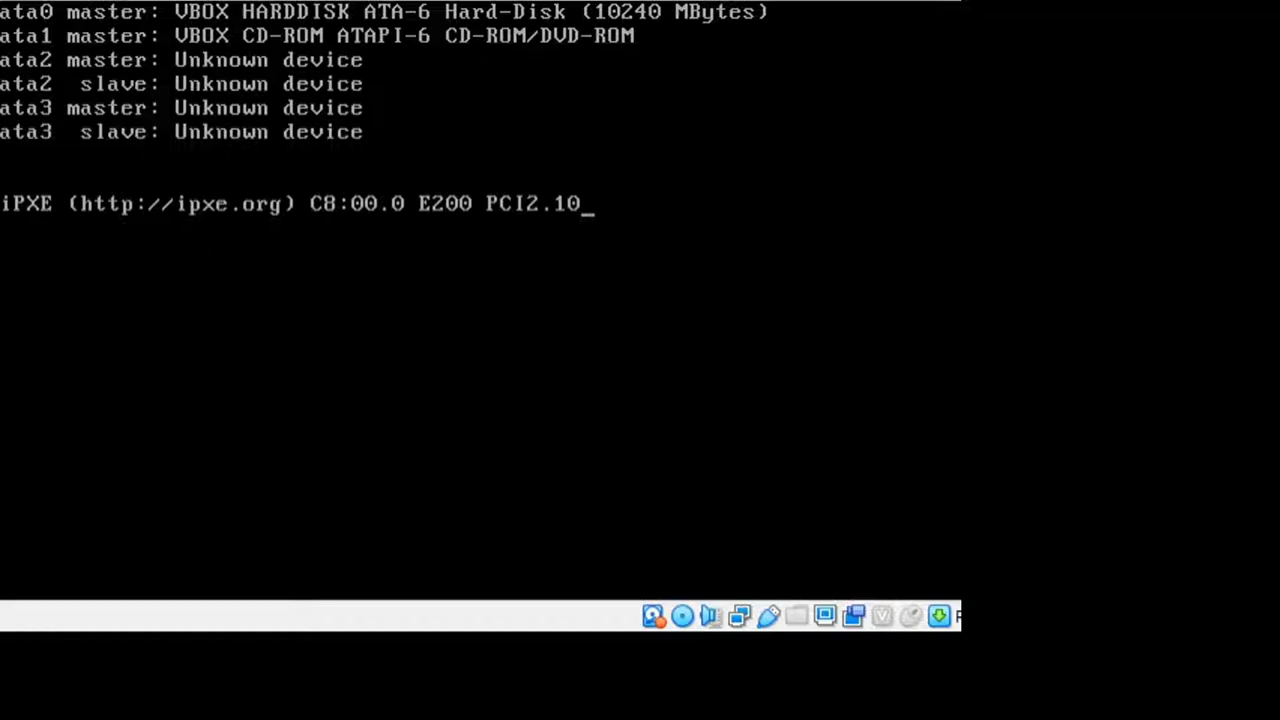 ata0 master: VBOX HARDDISK ATA-6 Hard-Disk (10240 MBytes)
ata1 master: VBOX CD-ROM ATAPI-6 CD-ROM/DVD-ROM
ata2 master: Unknown device
ata2  slave: Unknown device
ata3 master: Unknown device
ata3  slave: Unknown device
iPXE (http://ipxe.org) C8:00.0 E200 PCI2.10_